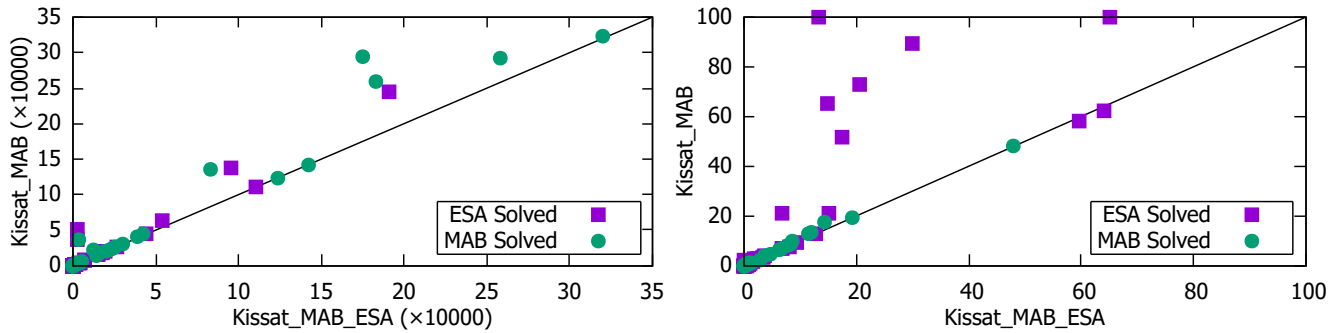 35
30
25
20
15
10
5
0
Kissat_MAB (×10000)
ESA Solved
MAB Solved
0 5 10 15 20 25 30 35
Kissat_MAB_ESA (×10000)
100
80
60
40
20
0
Kissat_MAB
ESA Solved
MAB Solved
0 20 40 60 80 100
Kissat_MAB_ESA